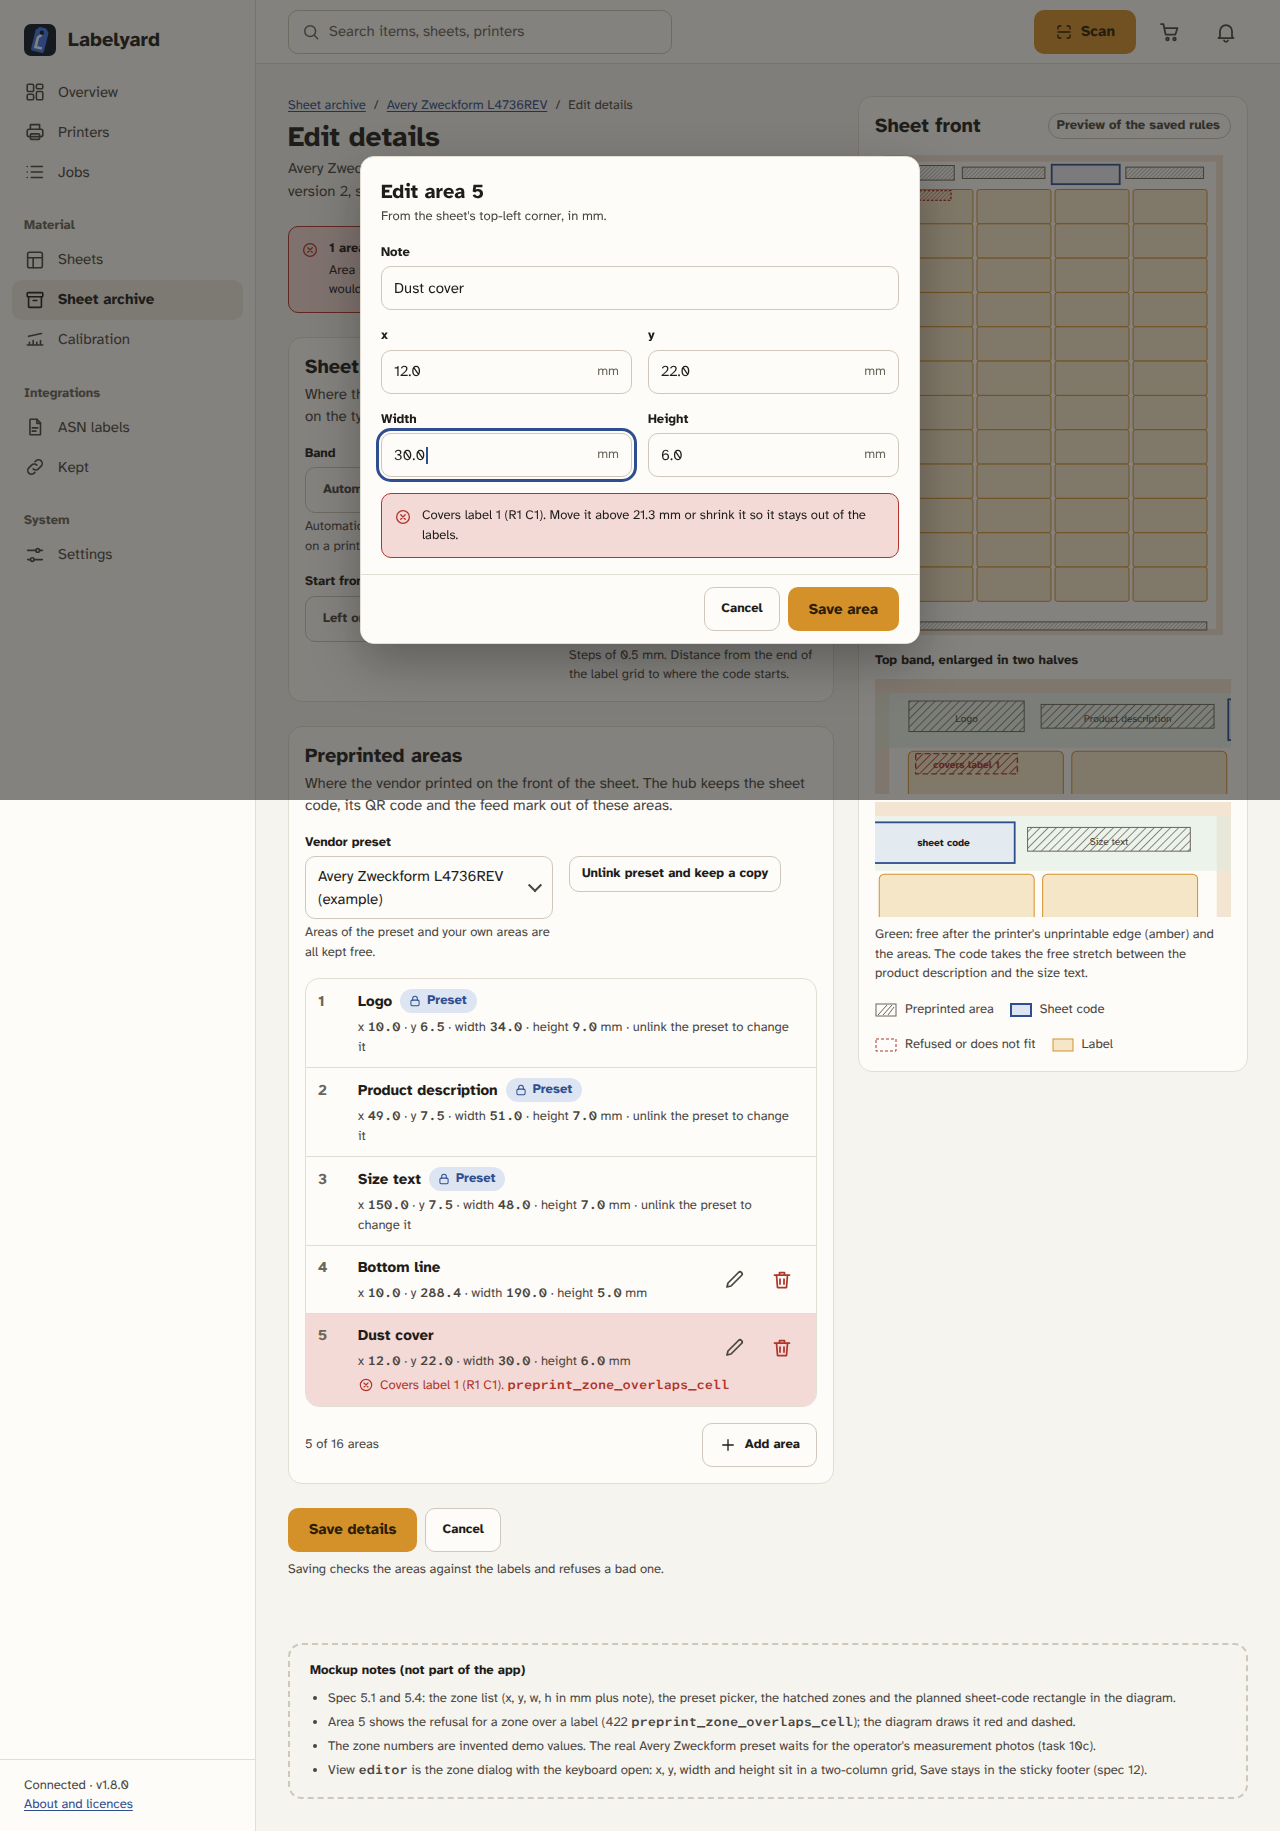 Labelyard
Overview
Printers
Jobs
Material
Sheets
Sheet archive
Calibration
Integrations
ASN labels
Kept
System
Settings
Connected · v1.8.0
About and licences
Search items, sheets, printers
Scan
Sheet archive / Avery Zweckform L4736REV / Edit details
Edit details
Avery Zwec
version 2, s
1 area
Area
would
Sheet
Where th
on the ty
Band
Autom
Automatic
on a print
Start fron
Left o
Steps of 0.5 mm. Distance from the end of
the label grid to where the code starts.
Edit area 5
From the sheet's top-left corner, in mm.
Note
Dust cover
x
y
12.0 mm
22.0 mm
Width
Height
30.0 mm
6.0 mm
Covers label 1 (R1 C1). Move it above 21.3 mm or shrink it so it stays out of the
labels.
Cancel
Save area
Preprinted areas
Where the vendor printed on the front of the sheet. The hub keeps the sheet
code, its QR code and the feed mark out of these areas.
Vendor preset
Avery Zweckform L4736REV
(example)
Unlink preset and keep a copy
Areas of the preset and your own areas are
all kept free.
1 Logo Preset
x 10.0 · y 6.5 · width 34.0 · height 9.0 mm · unlink the preset to change
it
2 Product description Preset
x 49.0 · y 7.5 · width 51.0 · height 7.0 mm · unlink the preset to change
it
3 Size text Preset
x 150.0 · y 7.5 · width 48.0 · height 7.0 mm · unlink the preset to
change it
4 Bottom line
x 10.0 · y 288.4 · width 190.0 · height 5.0 mm
5 Dust cover
x 12.0 · y 22.0 · width 30.0 · height 6.0 mm
Covers label 1 (R1 C1). preprint_zone_overlaps_cell
5 of 16 areas
Add area
Save details
Cancel
Saving checks the areas against the labels and refuses a bad one.
Sheet front
Preview of the saved rules
Top band, enlarged in two halves
Logo
Product description
covers label 1
sheet code
Size text
Green: free after the printer's unprintable edge (amber) and
the areas. The code takes the free stretch between the
product description and the size text.
Preprinted area
Sheet code
Refused or does not fit
Label
Mockup notes (not part of the app)
• Spec 5.1 and 5.4: the zone list (x, y, w, h in mm plus note), the preset picker, the hatched zones and the planned sheet-code rectangle in the diagram.
• Area 5 shows the refusal for a zone over a label (422 preprint_zone_overlaps_cell); the diagram draws it red and dashed.
• The zone numbers are invented demo values. The real Avery Zweckform preset waits for the operator's measurement photos (task 10c).
• View editor is the zone dialog with the keyboard open: x, y, width and height sit in a two-column grid, Save stays in the sticky footer (spec 12).